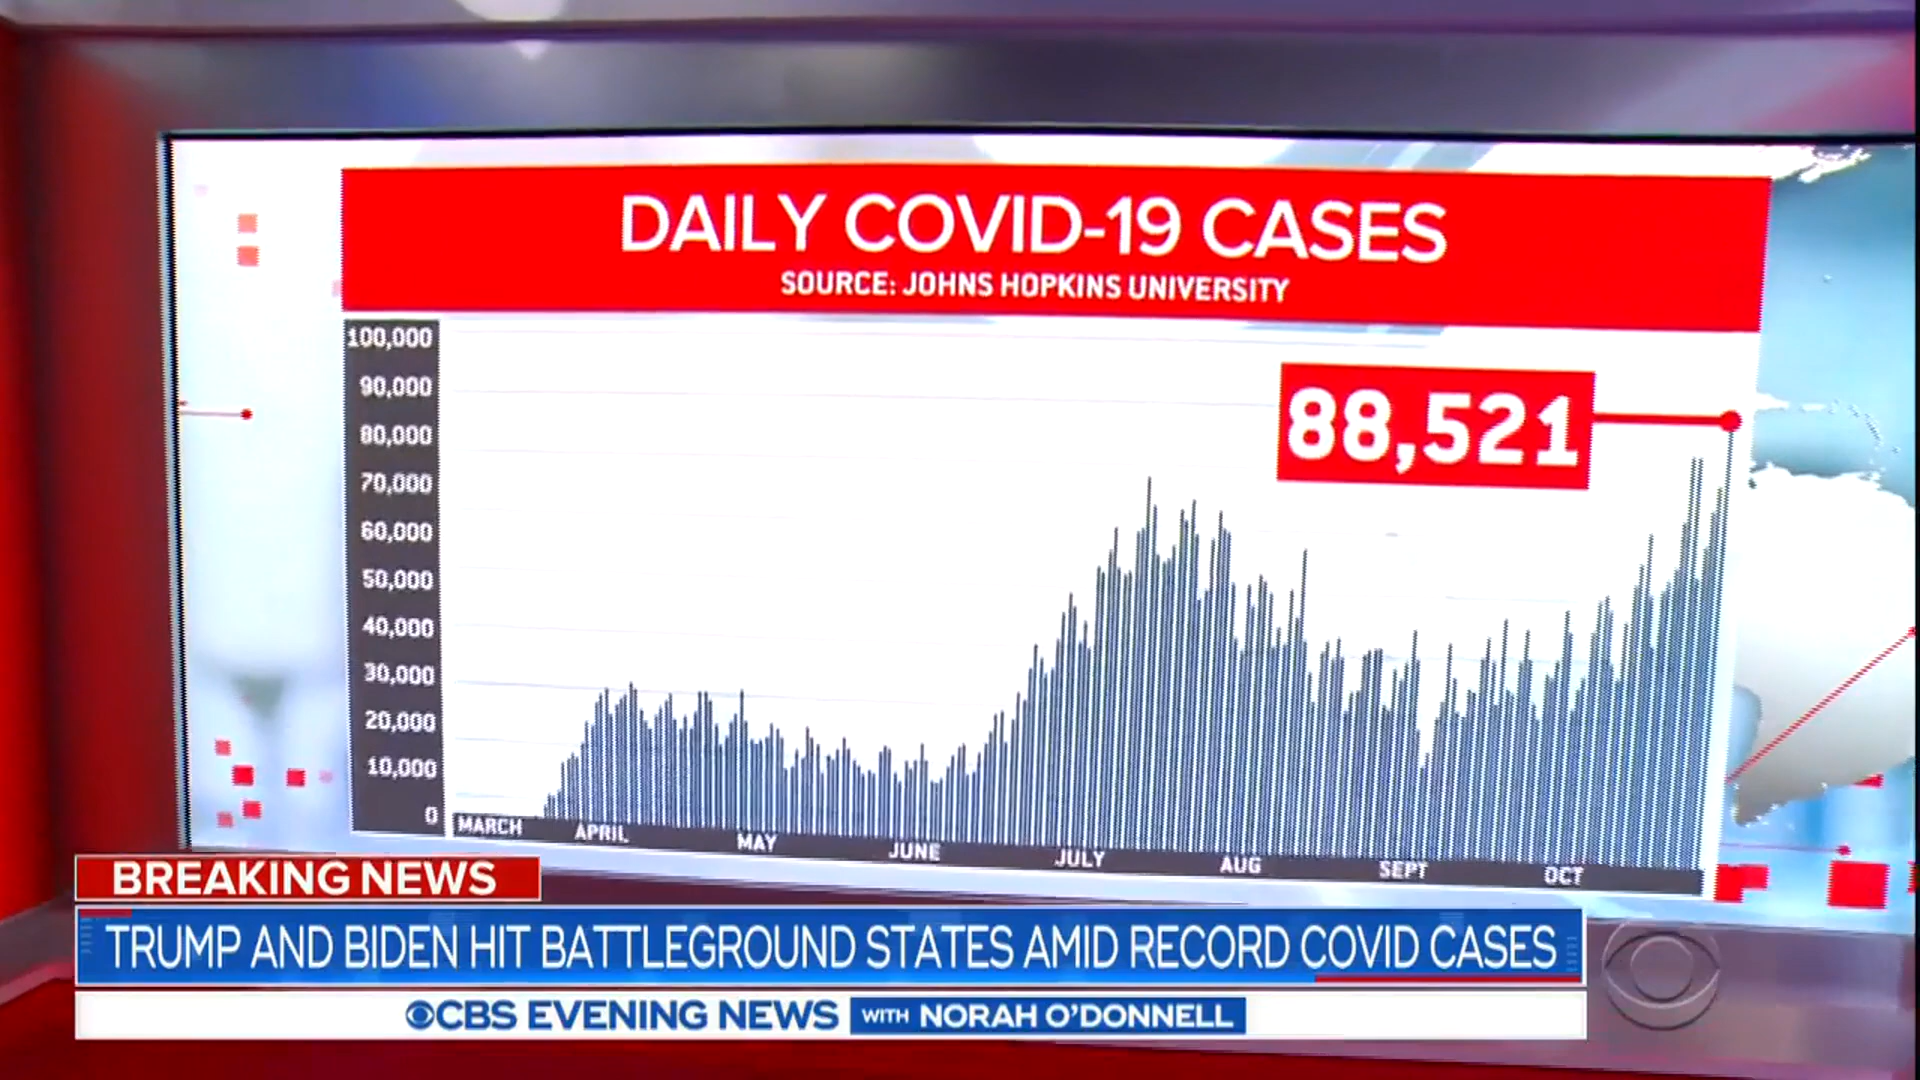 DAILY COVID-19 CASES
SOURCE: JOHNS HOPKINS UNIVERSITY
100,000
90,000
88,521
80,000
70,000
60,000
50,000
40,000
30,000
20,000
10,000
0
MARCH APRIL MAY JUNE JULY AUG SEPT OCT
BREAKING NEWS
TRUMP AND BIDEN HIT BATTLEGROUND STATES AMID RECORD COVID CASES
CBS EVENING NEWS WITH NORAH O'DONNELL